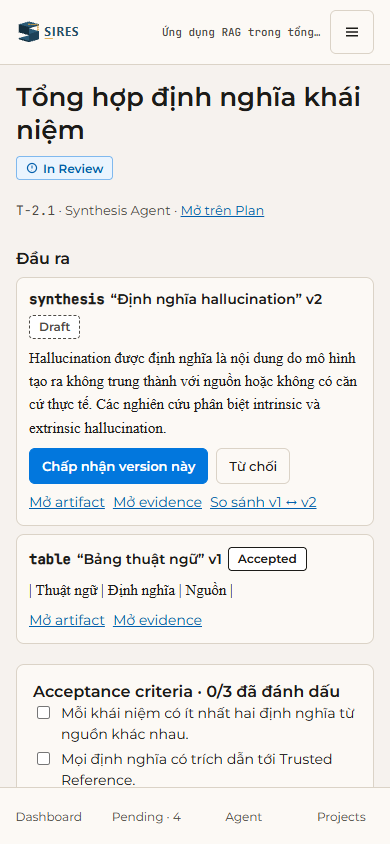 SIRES
Ứng dụng RAG trong tổng…
Tổng hợp định nghĩa khái
niệm
In Review
T-2.1 · Synthesis Agent · Mở trên Plan
Đầu ra
synthesis “Định nghĩa hallucination” v2
Draft
Hallucination được định nghĩa là nội dung do mô hình
tạo ra không trung thành với nguồn hoặc không có căn
cứ thực tế. Các nghiên cứu phân biệt intrinsic và
extrinsic hallucination.
Chấp nhận version này
Từ chối
Mở artifact Mở evidence So sánh v1 ↔ v2
table “Bảng thuật ngữ” v1 Accepted
| Thuật ngữ | Định nghĩa | Nguồn |
Mở artifact Mở evidence
Acceptance criteria · 0/3 đã đánh dấu
Mỗi khái niệm có ít nhất hai định nghĩa từ
nguồn khác nhau.
Mọi định nghĩa có trích dẫn tới Trusted
Reference.
Dashboard Pending · 4 Agent Projects